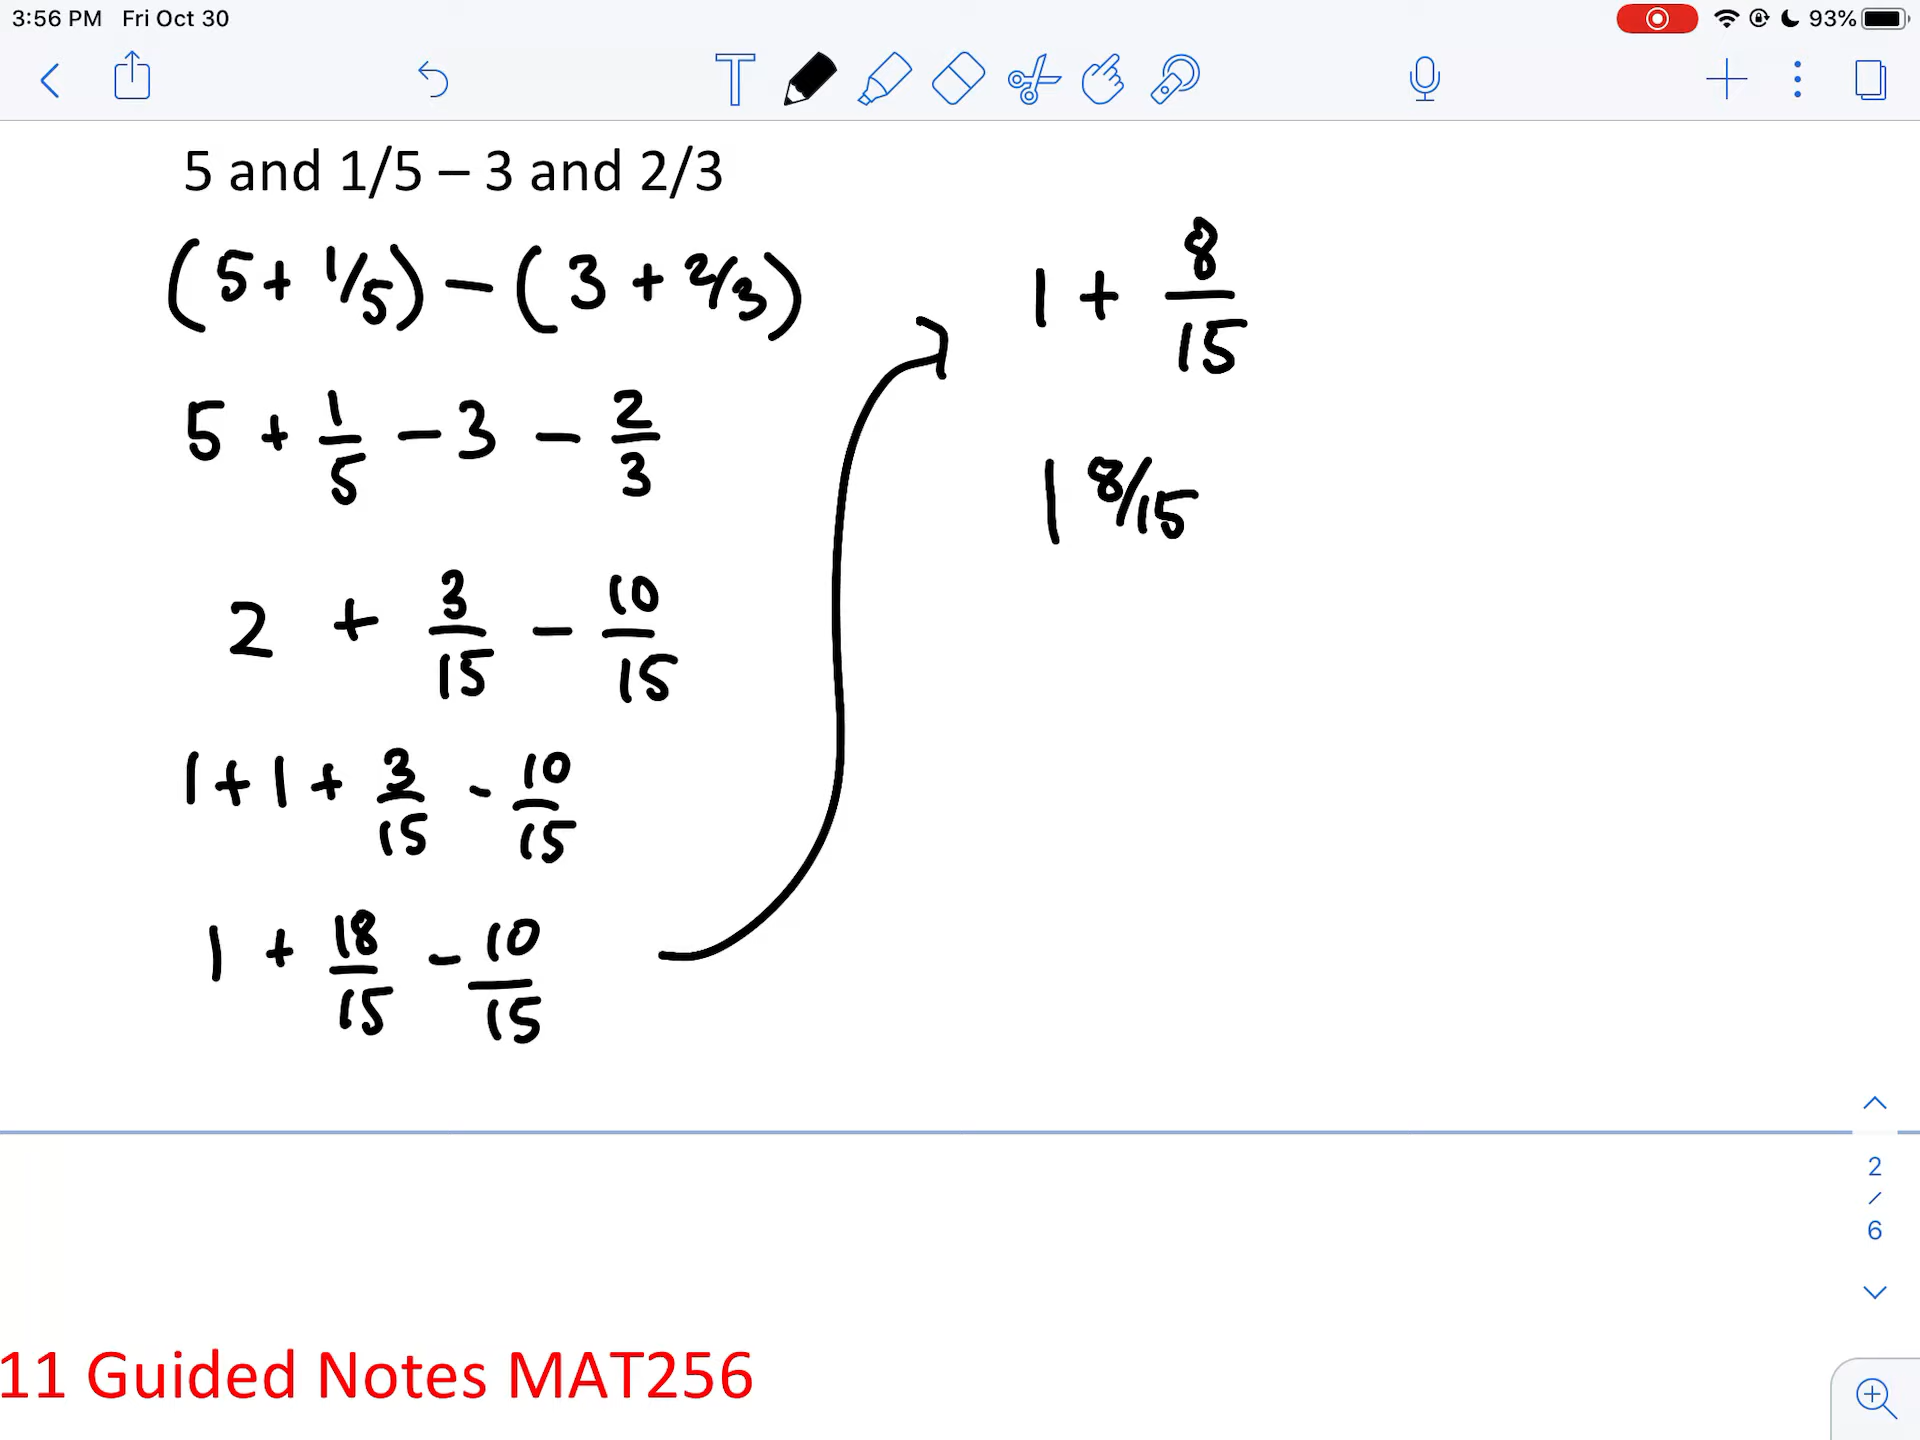 3:56 PM Fri Oct 30
93%
5 and 1/5 – 3 and 2/3
(5 + 1/5) - (3 + 2/3)
5 + 1/5 - 3 - 2/3
2 + 3/15 - 10/15
1 + 1 + 3/15 - 10/15
1 + 18/15 - 10/15
1 + 8/15
1 8/15
2
/
6
11 Guided Notes MAT256